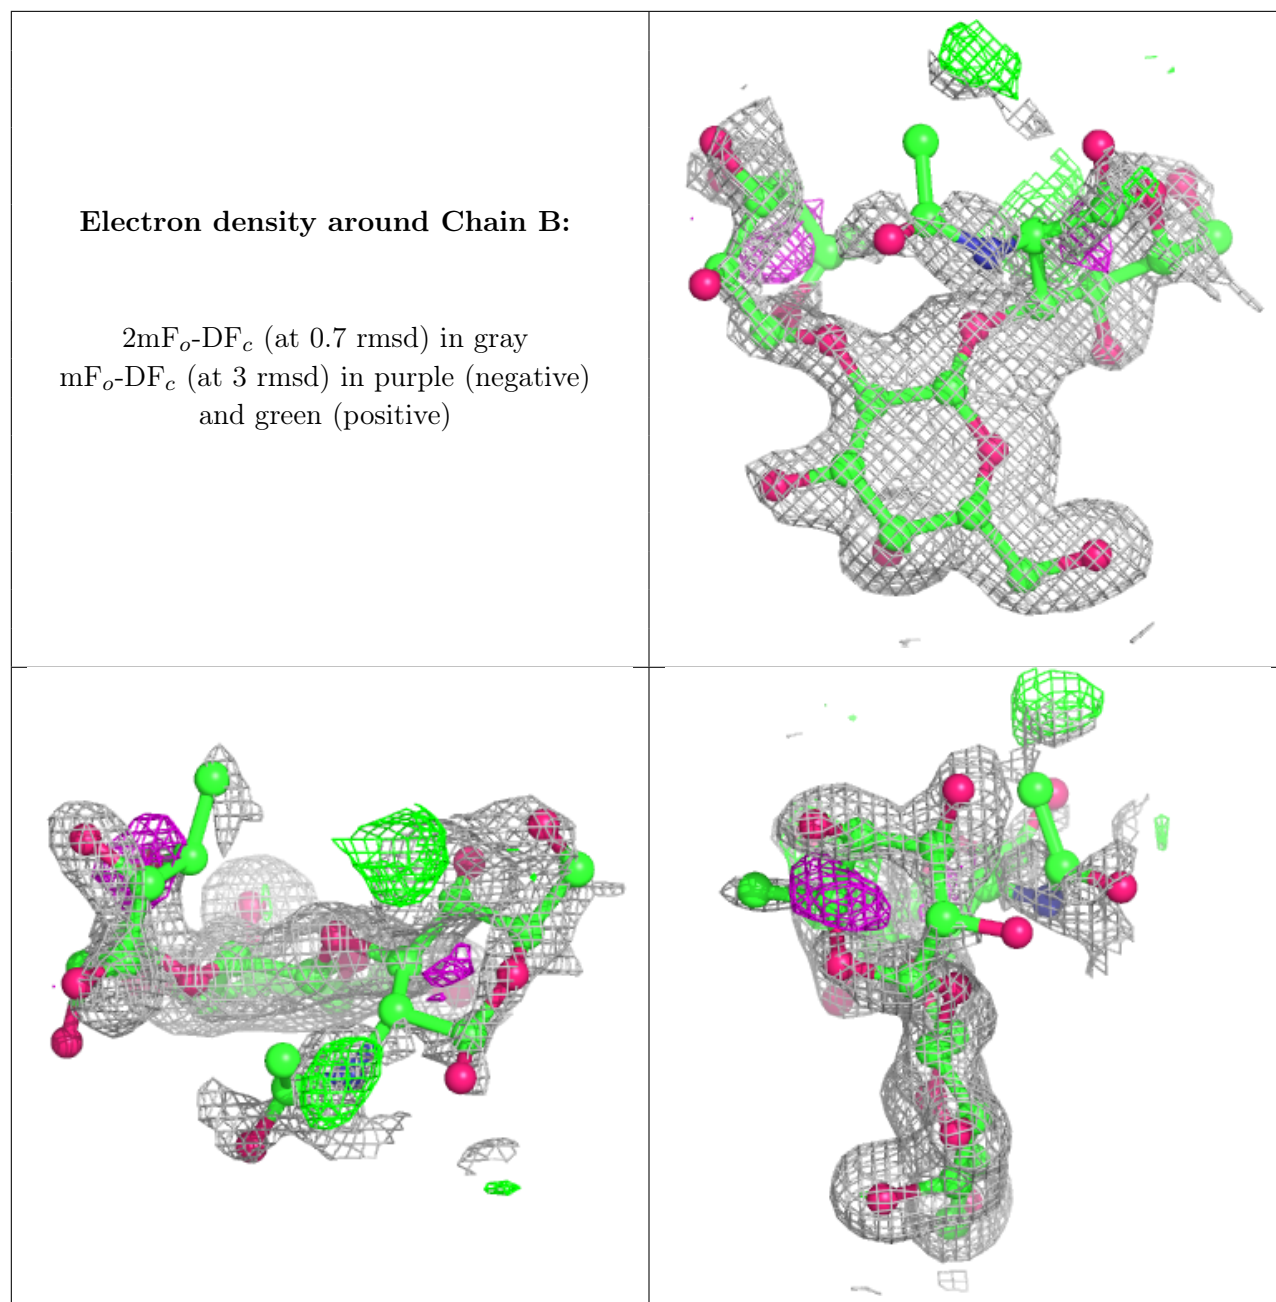 Electron density around Chain B:
2mFₒ-DF𝒸 (at 0.7 rmsd) in gray
mFₒ-DF𝒸 (at 3 rmsd) in purple (negative)
and green (positive)